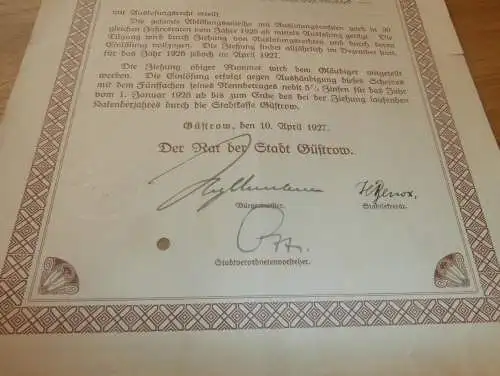 mit Auslosungsrecht erteilt.
Die gesamte Ablösungsanleihe mit Auslosungsrechten wird in 30
gleichen Jahresraten vom Jahre 1926 ab mittels Auslosung getilgt. Die
Tilgung wird durch Ziehung von Auslosungsrechten und durch deren
Einlösung vollzogen. Die Ziehung findet alljährlich im Dezember statt,
für das Jahr 1926 jedoch im April 1927.
Die Ziehung obiger Nummer wird dem Gläubiger mitgeteilt
werden. Die Einlösung erfolgt gegen Aushändigung dieses Scheines
mit dem Fünffachen seines Nennbetrages nebst 5% Zinsen für das Jahr
vom 1. Januar 1926 ab bis zum Ende des bei der Ziehung laufenden
Kalenderjahres durch die Stadtkasse Güstrow.
Güstrow, den 10. April 1927.
Der Rat der Stadt Güstrow.
Bürgermeister.
Stadtsekretär.
Stadtverordnetenvorsteher.